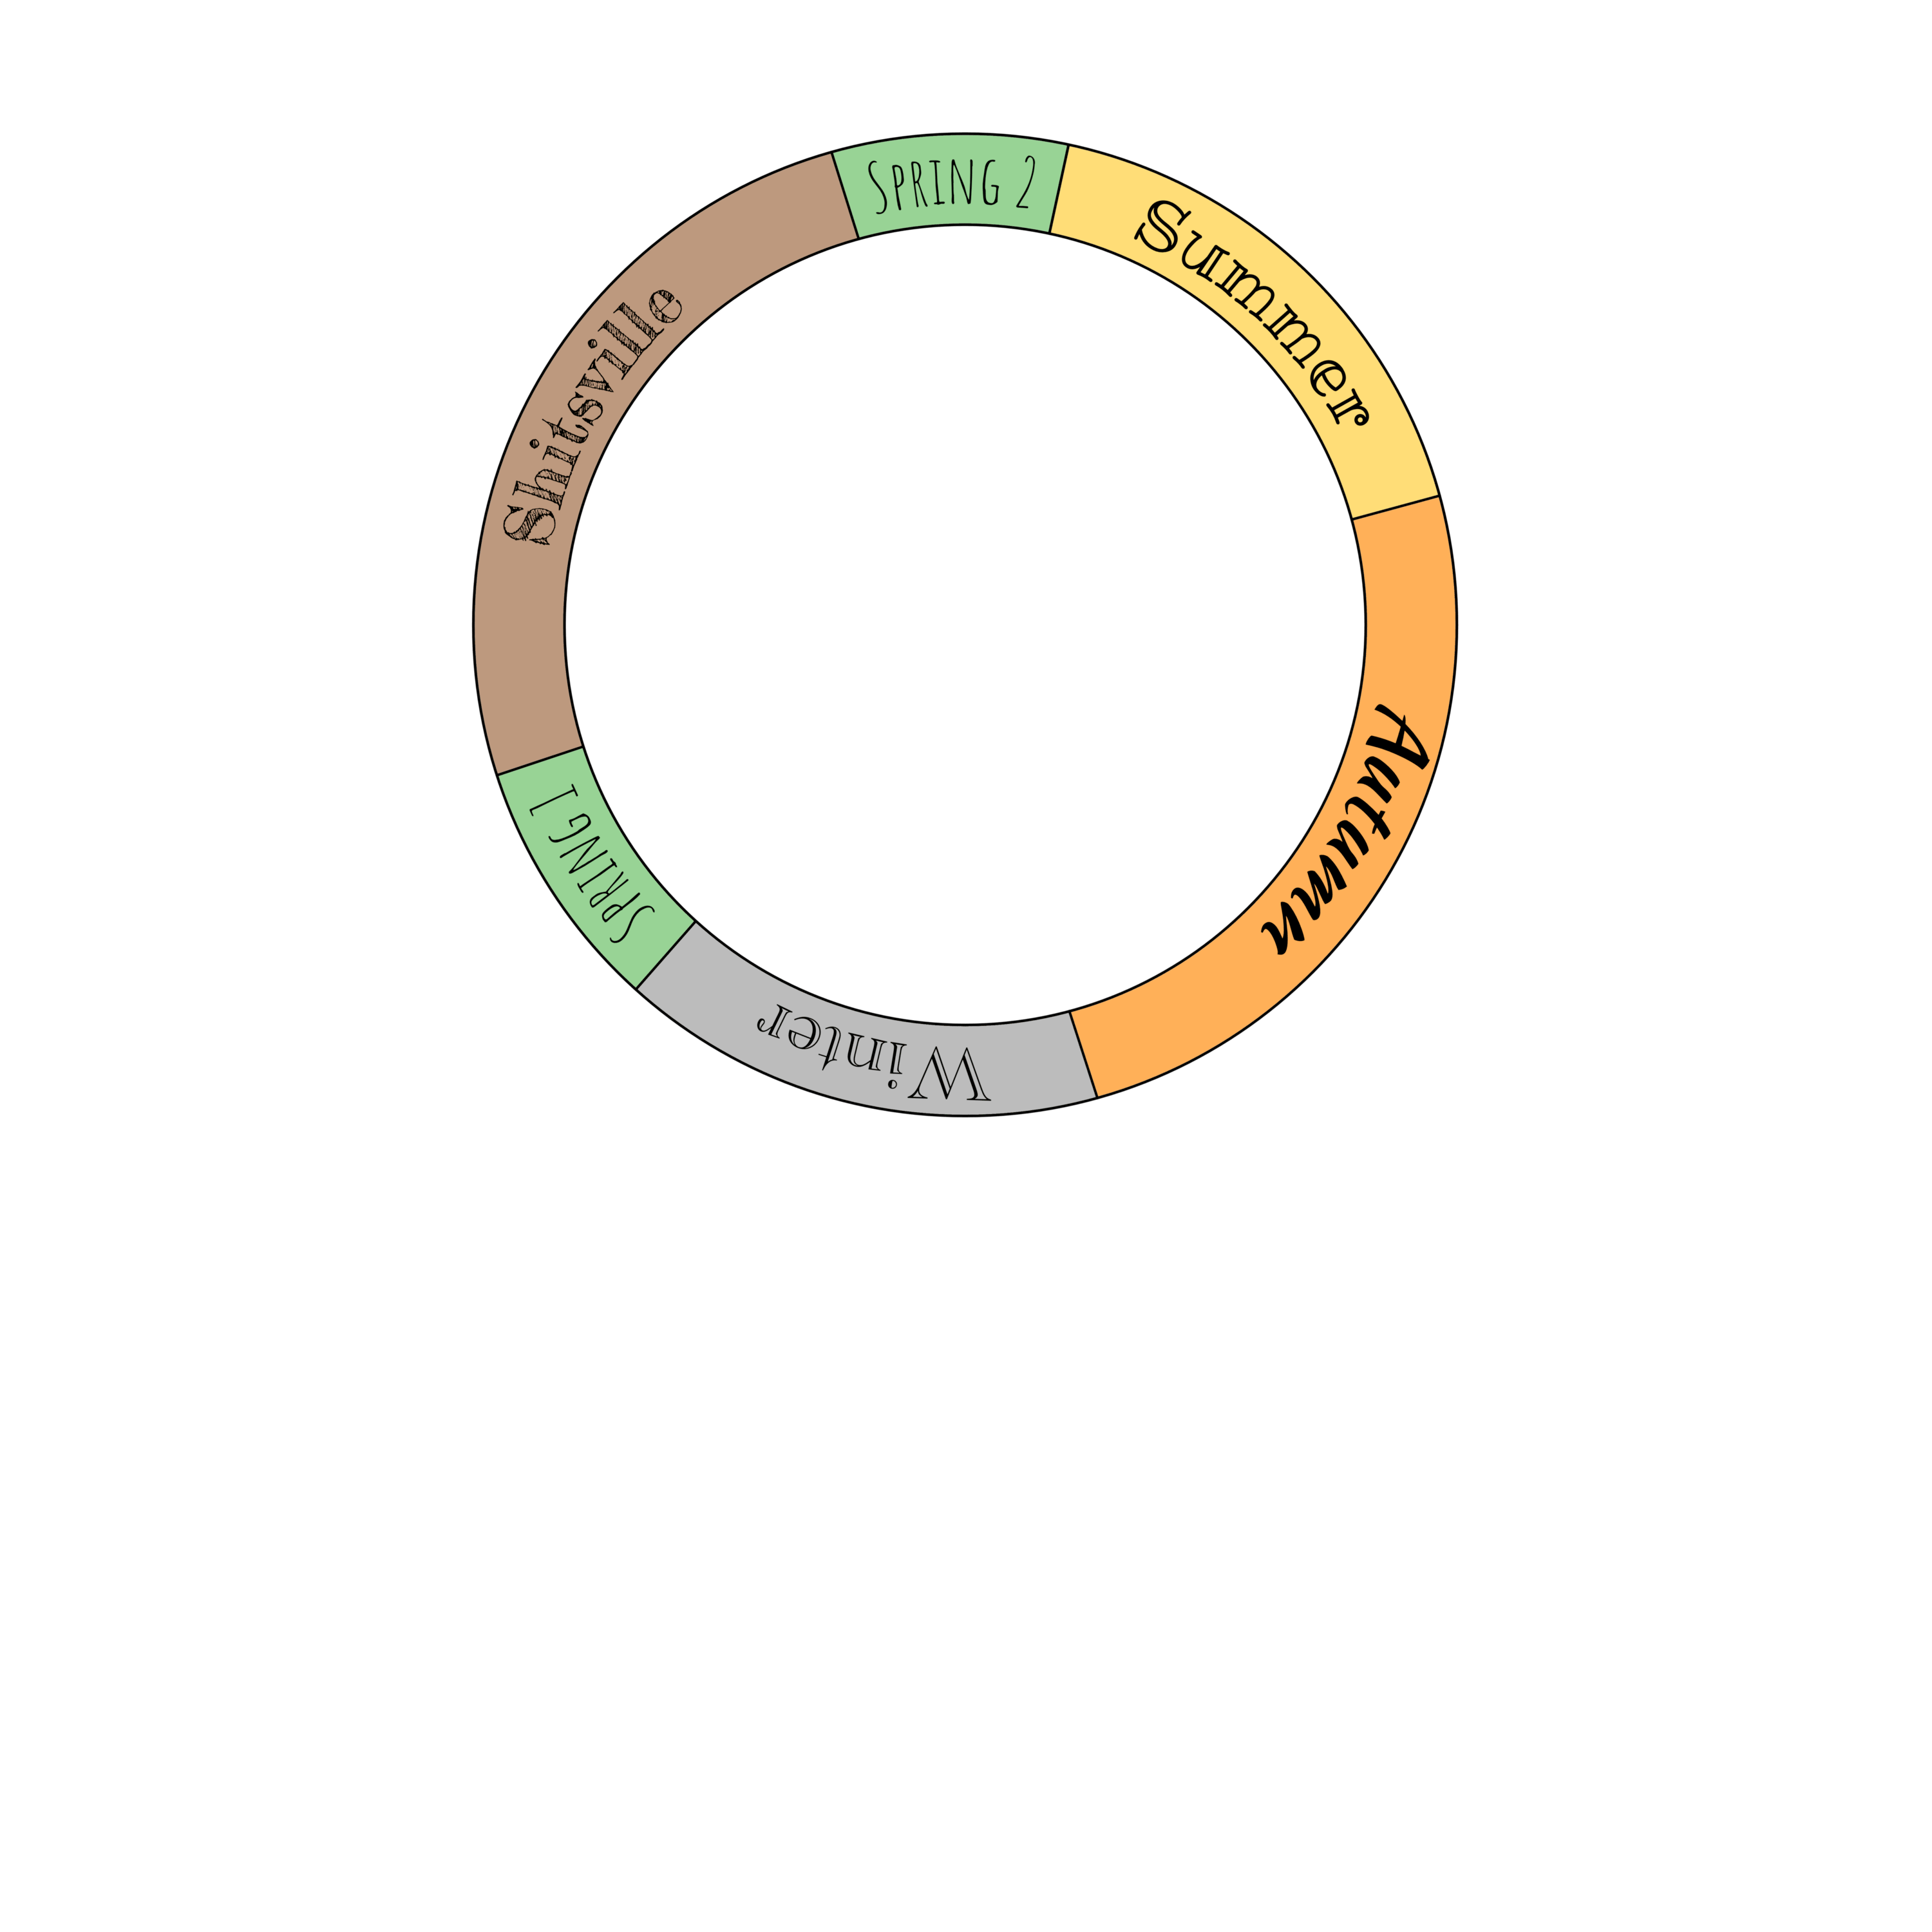 SPRING 2
Summer
Autumn
Winter
SPRING 1
Shitsville